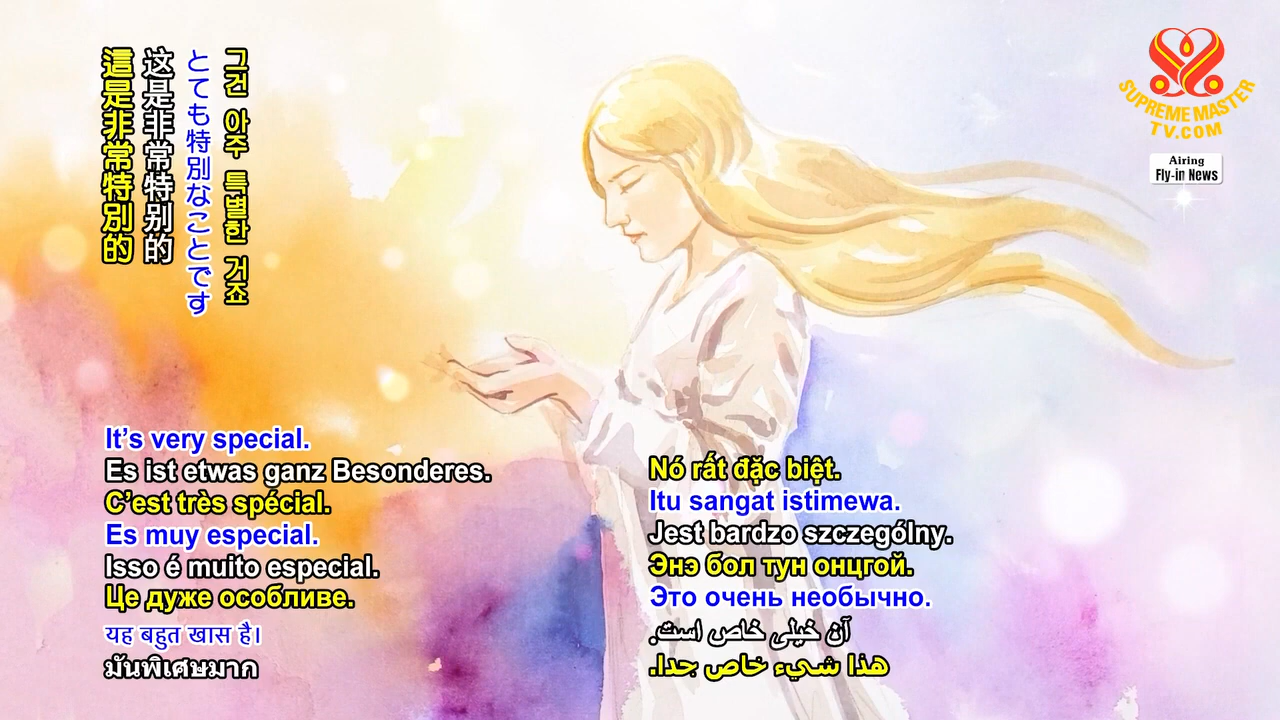 這是非常特別的
这是非常特别的
とても特別なことです
그건 아주 특별한 거죠
SUPREME MASTER
TV.COM
Airing
Fly-in News
It's very special.
Es ist etwas ganz Besonderes.
C'est très spécial.
Es muy especial.
Isso é muito especial.
Це дуже особливе.
यह बहुत खास है।
มันพิเศษมาก
Nó rất đặc biệt.
Itu sangat istimewa.
Jest bardzo szczególny.
Энэ бол тун онцгой.
Это очень необычно.
آن خیلی خاص است.
هذا شيء خاص جدا.